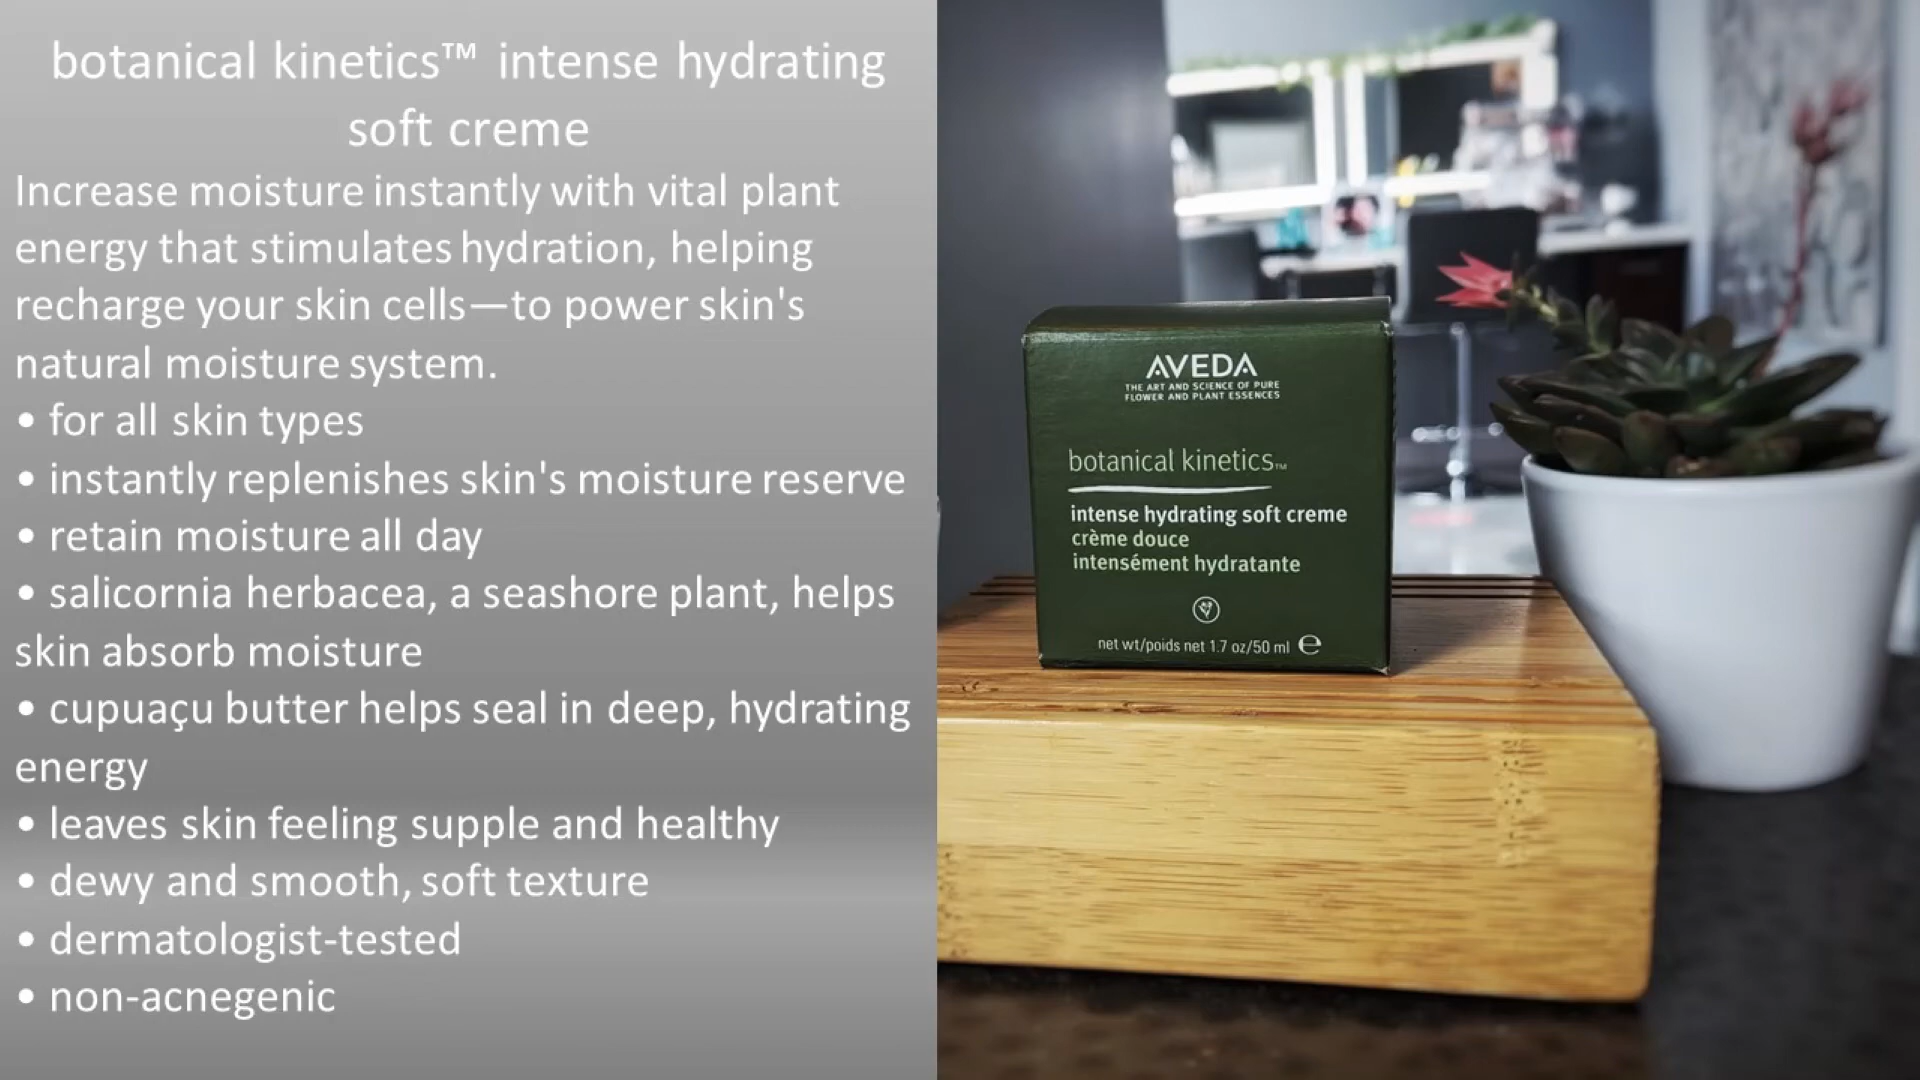 botanical kinetics™ intense hydrating
soft creme
Increase moisture instantly with vital plant
energy that stimulates hydration, helping
recharge your skin cells—to power skin's
natural moisture system.
• for all skin types
• instantly replenishes skin's moisture reserve
• retain moisture all day
• salicornia herbacea, a seashore plant, helps
skin absorb moisture
• cupuaçu butter helps seal in deep, hydrating
energy
• leaves skin feeling supple and healthy
• dewy and smooth, soft texture
• dermatologist-tested
• non-acnegenic
AVEDA
THE ART AND SCIENCE OF PURE
FLOWER AND PLANT ESSENCES
botanical kinetics™
intense hydrating soft creme
crème douce
intensément hydratante
net wt/poids net 1.7 oz/50 ml ℮